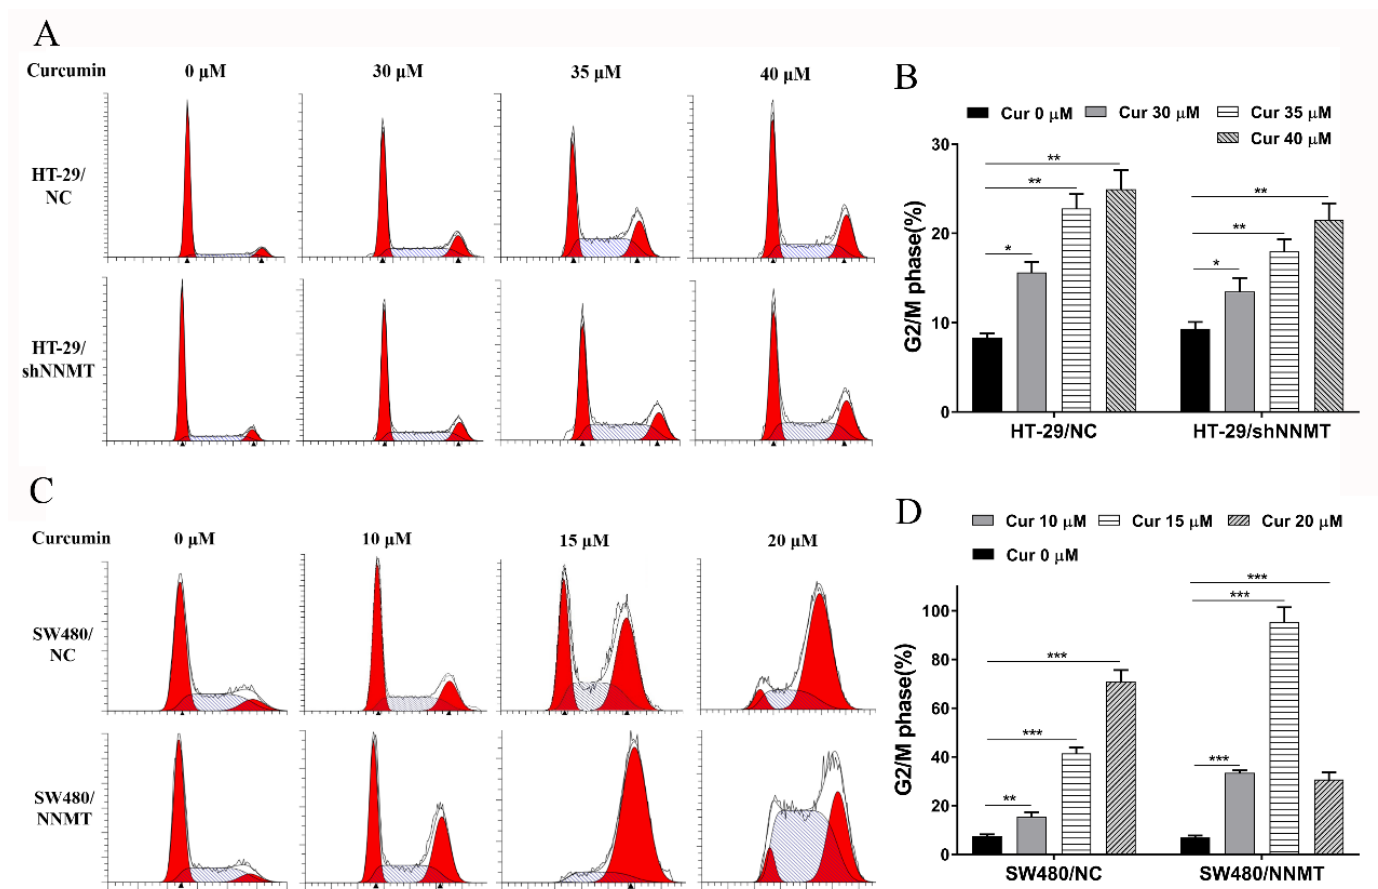 A
Curcumin 0 μM 30 μM 35 μM 40 μM
HT-29/
NC
HT-29/
shNNMT
B
Cur 0 μM Cur 30 μM Cur 35 μM
Cur 40 μM
G2/M phase(%)
30
20
10
0
** 
**
*
**
**
*
HT-29/NC HT-29/shNNMT
C
Curcumin 0 μM 10 μM 15 μM 20 μM
SW480/
NC
SW480/
NNMT
D
Cur 10 μM Cur 15 μM Cur 20 μM
Cur 0 μM
G2/M phase(%)
100
80
60
40
20
0
***
***
**
***
***
***
SW480/NC SW480/NNMT